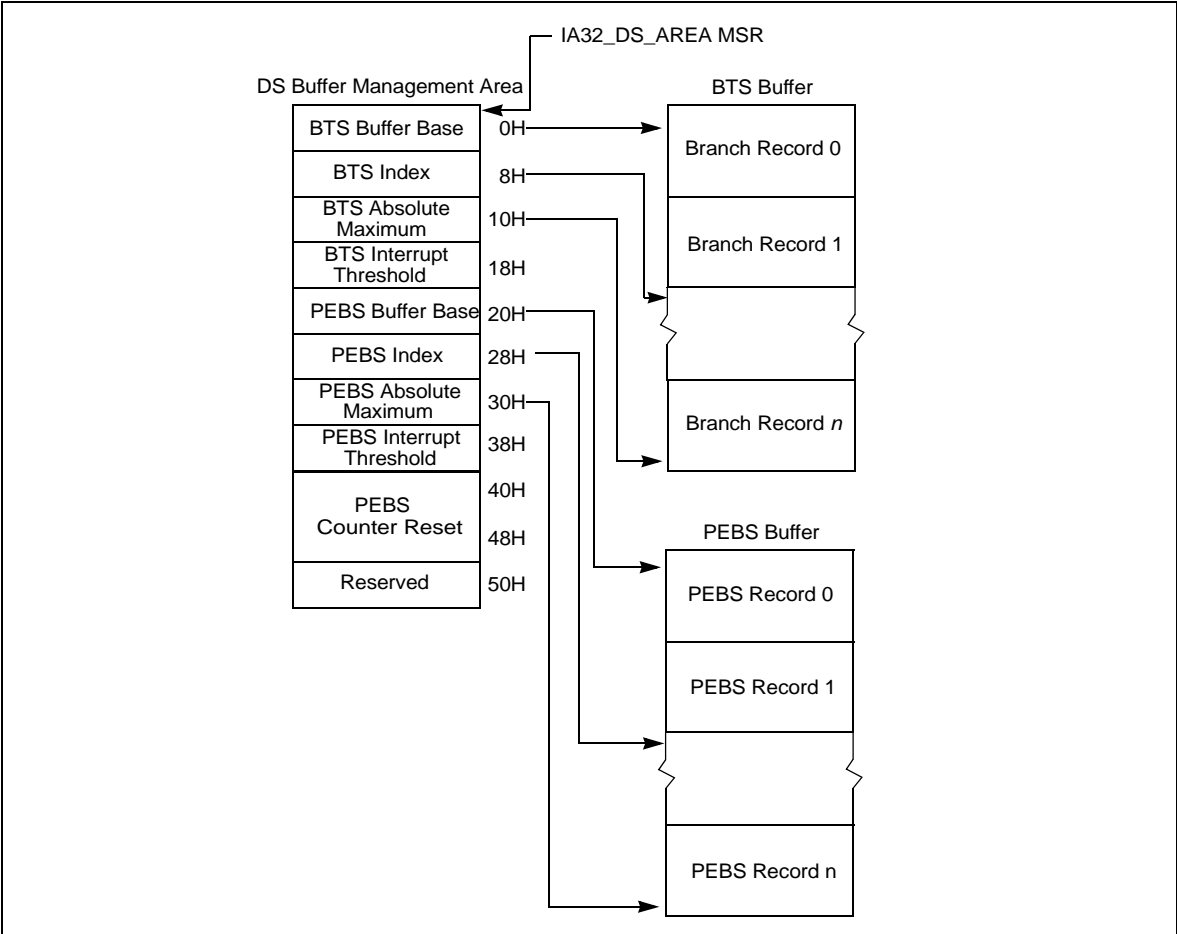 IA32_DS_AREA MSR
DS Buffer Management Area
BTS Buffer Base 0H
BTS Index 8H
BTS Absolute
Maximum 10H
BTS Interrupt
Threshold 18H
PEBS Buffer Base 20H
PEBS Index 28H
PEBS Absolute
Maximum 30H
PEBS Interrupt
Threshold 38H
40H
PEBS
Counter Reset
48H
Reserved 50H
BTS Buffer
Branch Record 0
Branch Record 1
Branch Record n
PEBS Buffer
PEBS Record 0
PEBS Record 1
PEBS Record n